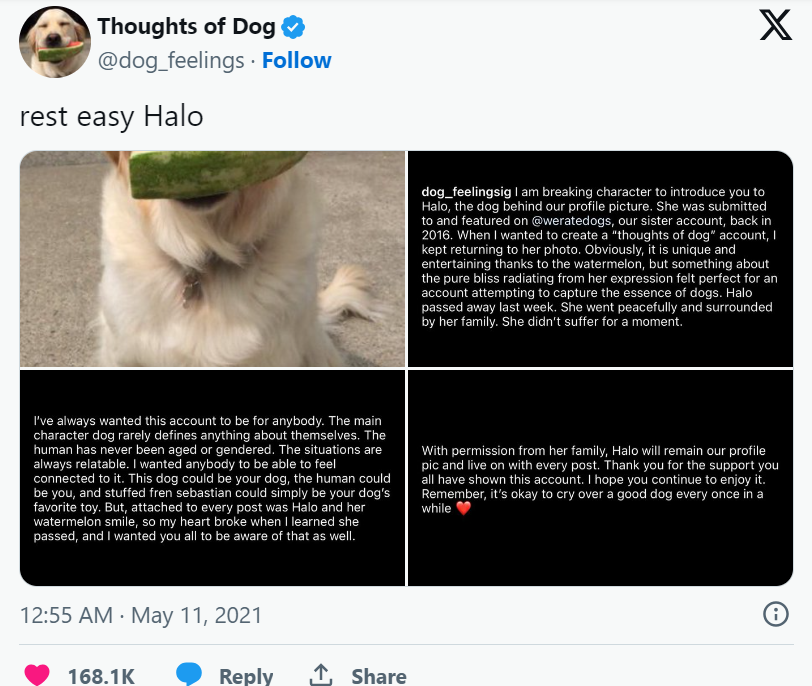 Thoughts of Dog
@dog_feelings · Follow
rest easy Halo
dog_feelingsig I am breaking character to introduce you to
Halo, the dog behind our profile picture. She was submitted
to and featured on @weratedogs, our sister account, back in
2016. When I wanted to create a “thoughts of dog” account, I
kept returning to her photo. Obviously, it is unique and
entertaining thanks to the watermelon, but something about
the pure bliss radiating from her expression felt perfect for an
account attempting to capture the essence of dogs. Halo
passed away last week. She went peacefully and surrounded
by her family. She didn’t suffer for a moment.
I’ve always wanted this account to be for anybody. The main
character dog rarely defines anything about themselves. The
human has never been aged or gendered. The situations are
always relatable. I wanted anybody to be able to feel
connected to it. This dog could be your dog, the human could
be you, and stuffed fren sebastian could simply be your dog’s
favorite toy. But, attached to every post was Halo and her
watermelon smile, so my heart broke when I learned she
passed, and I wanted you all to be aware of that as well.
With permission from her family, Halo will remain our profile
pic and live on with every post. Thank you for the support you
all have shown this account. I hope you continue to enjoy it.
Remember, it’s okay to cry over a good dog every once in a
while ❤️
12:55 AM · May 11, 2021
168.1K Reply Share